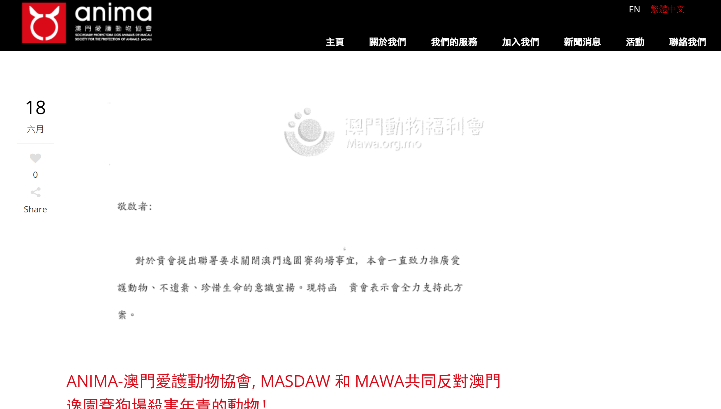 anima
澳門愛護動物協會
SOCIEDADE PROTECTORA DOS ANIMAIS DE MACAU
SOCIETY FOR THE PROTECTION OF ANIMALS (MACAU)
EN 繁體中文
主頁 關於我們 我們的服務 加入我們 新聞消息 活動 聯絡我們
18
六月
0
Share
澳門動物福利會
Mawa.org.mo
敬啟者:
對於貴會提出聯署要求關閉澳門逸園賽狗場事宜, 本會一直致力推廣愛
護動物、不遺棄、珍惜生命的意識宣揚。現特函 貴會表示會全力支持此方
案。
ANIMA-澳門愛護動物協會, MASDAW 和 MAWA共同反對澳門
逸園賽狗場殺害年青的動物!